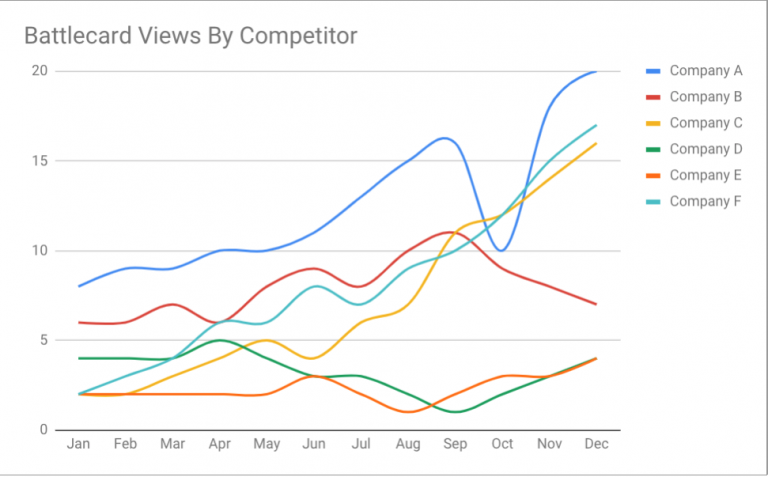 Battlecard Views By Competitor
20
15
10
5
0
Jan Feb Mar Apr May Jun Jul Aug Sep Oct Nov Dec
Company A
Company B
Company C
Company D
Company E
Company F